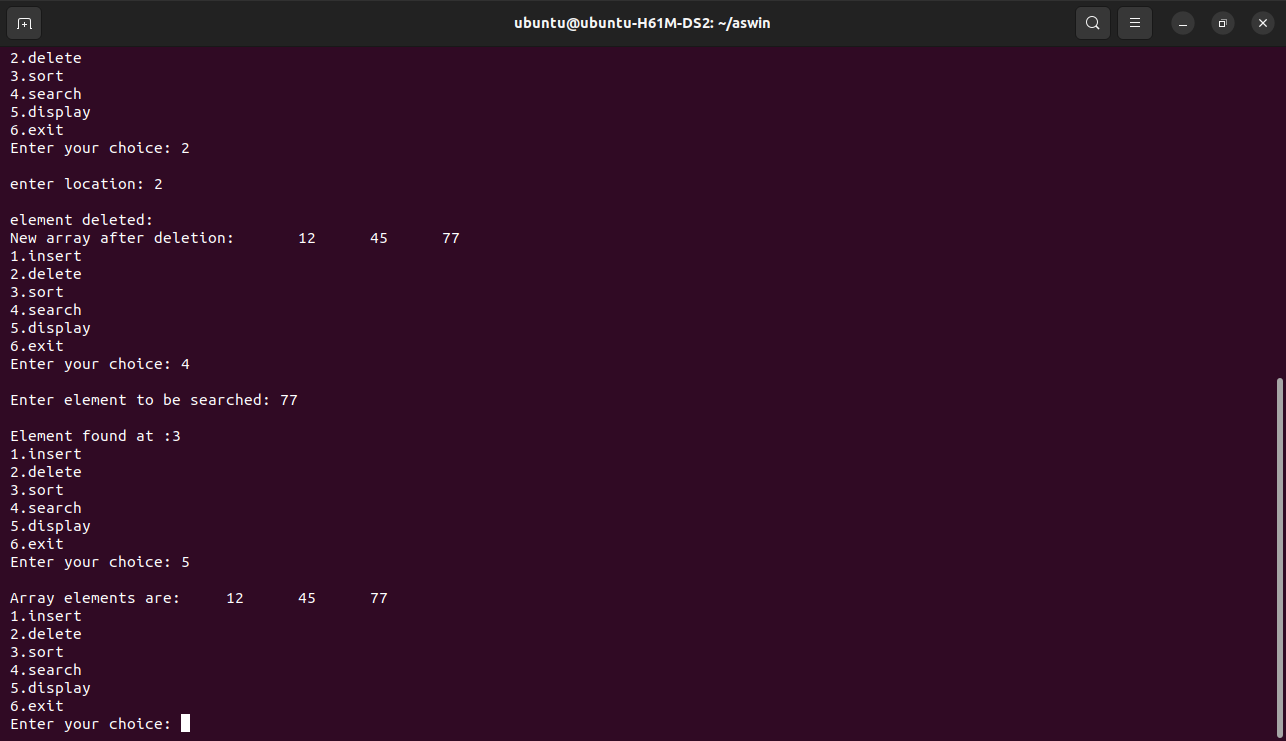 ubuntu@ubuntu-H61M-DS2: ~/aswin
2.delete
3.sort
4.search
5.display
6.exit
Enter your choice: 2
enter location: 2
element deleted:
New array after deletion: 12 45 77
1.insert
2.delete
3.sort
4.search
5.display
6.exit
Enter your choice: 4
Enter element to be searched: 77
Element found at :3
1.insert
2.delete
3.sort
4.search
5.display
6.exit
Enter your choice: 5
Array elements are: 12 45 77
1.insert
2.delete
3.sort
4.search
5.display
6.exit
Enter your choice: